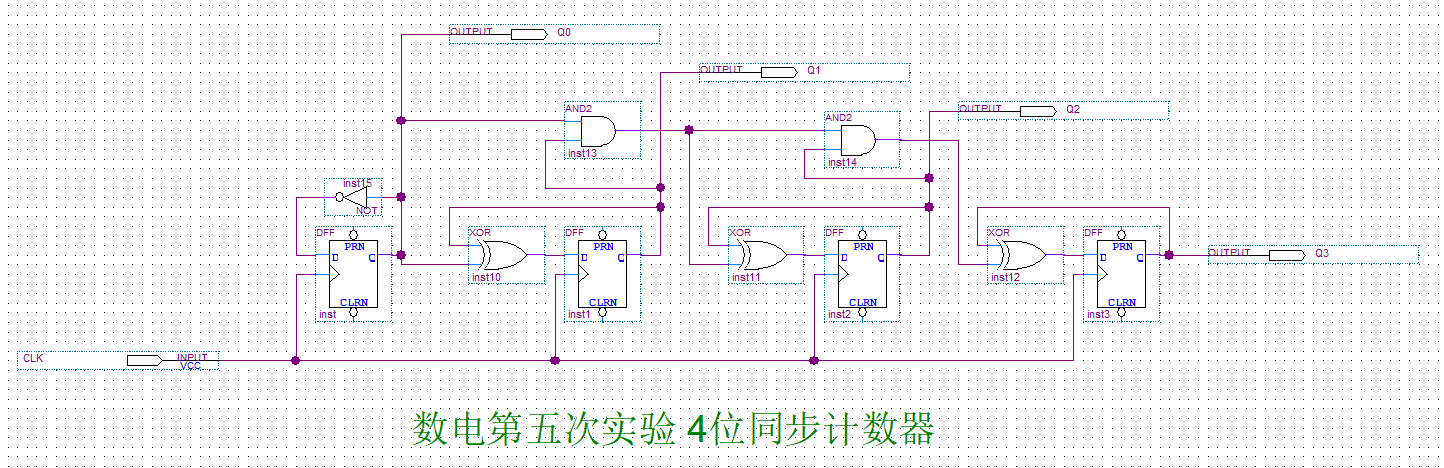 OUTPUT Q0
OUTPUT Q1
AND2
inst13
AND2
inst14
OUTPUT Q2
inst15
NOT
DFF
PRN
D Q
CLRN
inst
XOR
inst10
DFF
PRN
D Q
CLRN
inst1
XOR
inst11
DFF
PRN
D Q
CLRN
inst2
XOR
inst12
DFF
PRN
D Q
CLRN
inst3
OUTPUT Q3
CLK INPUT
VCC
数电第五次实验 4位同步计数器